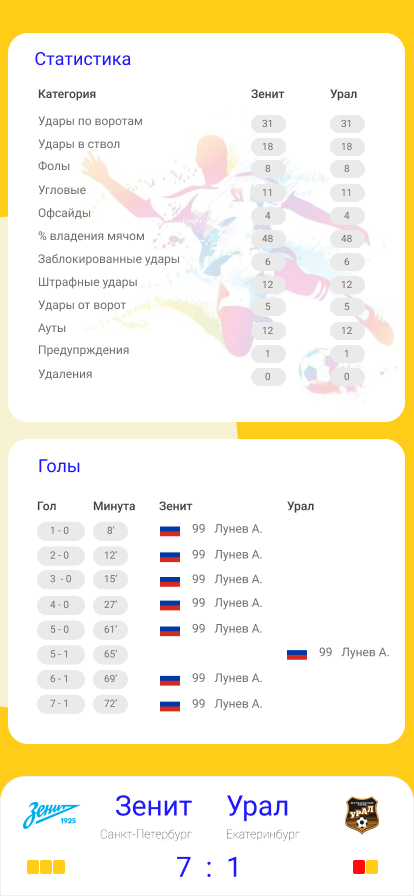 Статистика
Категория Зенит Урал
Удары по воротам 31 31
Удары в ствол 18 18
Фолы 8 8
Угловые 11 11
Офсайды 4 4
% владения мячом 48 48
Заблокированные удары 6 6
Штрафные удары 12 12
Удары от ворот 5 5
Ауты 12 12
Предупрждения 1 1
Удаления 0 0
Голы
Гол Минута Зенит Урал
1 - 0 8’ 99 Лунев А.
2 - 0 12’ 99 Лунев А.
3 - 0 15’ 99 Лунев А.
4 - 0 27’ 99 Лунев А.
5 - 0 61’ 99 Лунев А.
5 - 1 65’ 99 Лунев А.
6 - 1 69’ 99 Лунев А.
7 - 1 72’ 99 Лунев А.
Зенит 1925 Зенит Урал УРАЛ
Санкт-Петербург Екатеринбург
7 : 1